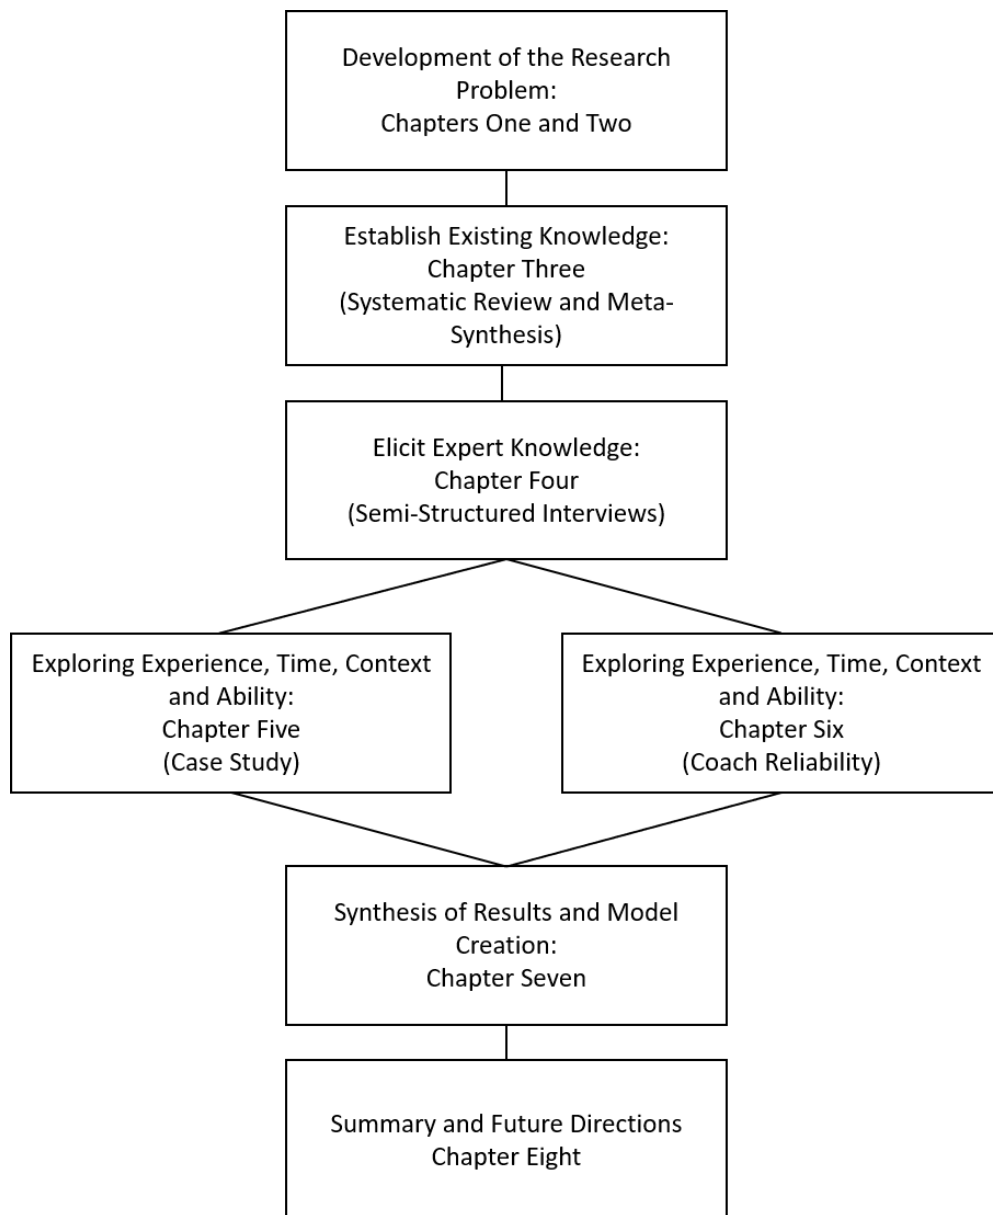 Development of the Research
Problem:
Chapters One and Two
Establish Existing Knowledge:
Chapter Three
(Systematic Review and Meta-
Synthesis)
Elicit Expert Knowledge:
Chapter Four
(Semi-Structured Interviews)
Exploring Experience, Time, Context
and Ability:
Chapter Five
(Case Study)
Exploring Experience, Time, Context
and Ability:
Chapter Six
(Coach Reliability)
Synthesis of Results and Model
Creation:
Chapter Seven
Summary and Future Directions
Chapter Eight